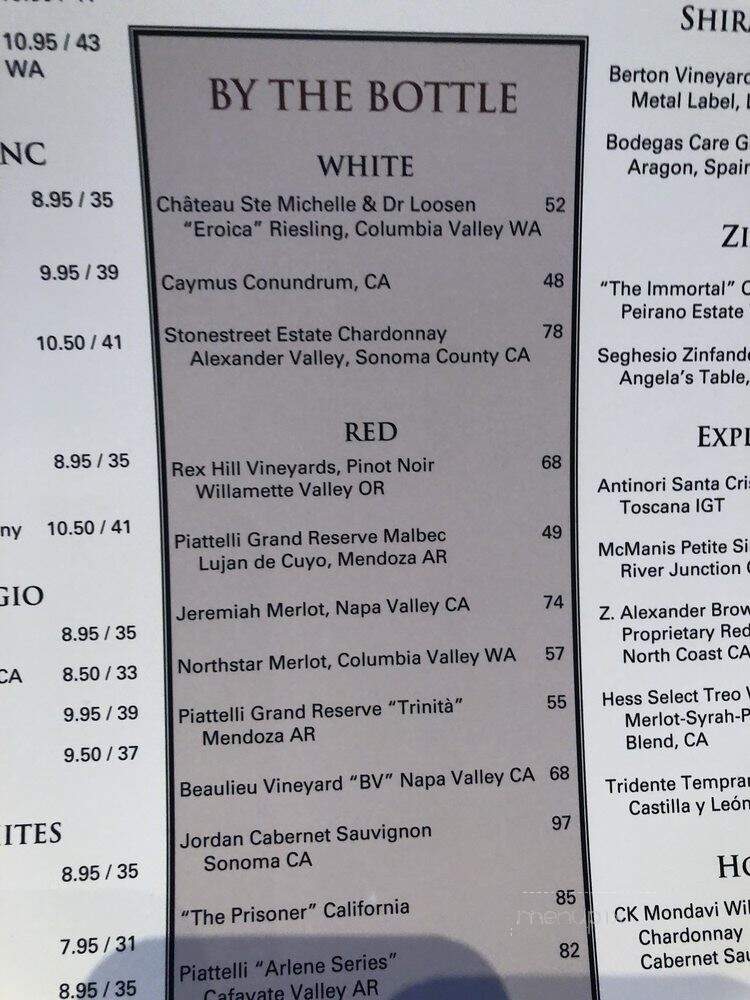 10.95 / 43
WA
NC
8.95 / 35
9.95 / 39
10.50 / 41
8.95 / 35
ny 10.50 / 41
GIO
8.95 / 35
CA 8.50 / 33
9.95 / 39
9.50 / 37
ITES
8.95 / 35
7.95 / 31
8.95 / 35
BY THE BOTTLE
WHITE
Château Ste Michelle & Dr Loosen 52
“Eroica” Riesling, Columbia Valley WA
Caymus Conundrum, CA 48
Stonestreet Estate Chardonnay 78
Alexander Valley, Sonoma County CA
RED
Rex Hill Vineyards, Pinot Noir 68
Willamette Valley OR
Piattelli Grand Reserve Malbec 49
Lujan de Cuyo, Mendoza AR
Jeremiah Merlot, Napa Valley CA 74
Northstar Merlot, Columbia Valley WA 57
Piattelli Grand Reserve “Trinità” 55
Mendoza AR
Beaulieu Vineyard “BV” Napa Valley CA 68
Jordan Cabernet Sauvignon 97
Sonoma CA
“The Prisoner” California 85
Piattelli “Arlene Series” 82
Cafayate Valley AR
SHIRA
Berton Vineyard
Metal Label,
Bodegas Care G
Aragon, Spain
ZI
“The Immortal”
Peirano Estate
Seghesio Zinfande
Angela’s Table,
EXPL
Antinori Santa Cris
Toscana IGT
McManis Petite Si
River Junction
Z. Alexander Brow
Proprietary Red
North Coast CA
Hess Select Treo
Merlot-Syrah-P
Blend, CA
Tridente Tempran
Castilla y León
HO
CK Mondavi Wil
Chardonnay
Cabernet Sau